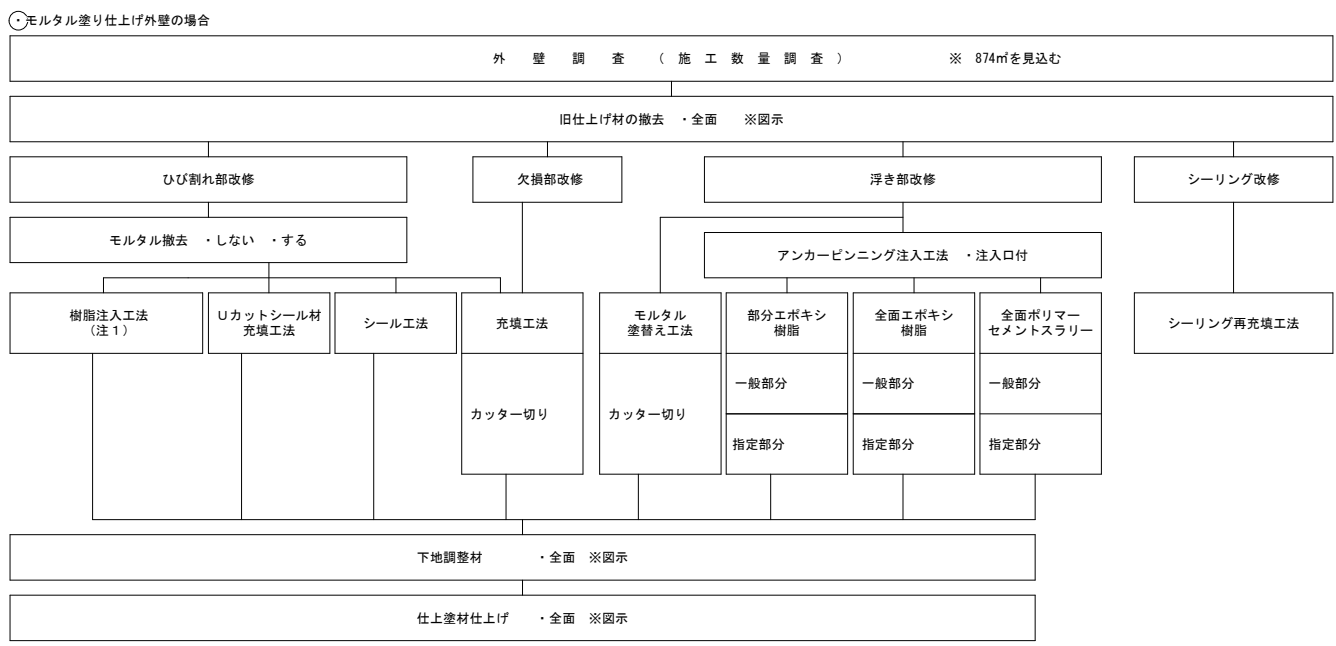 ・モルタル塗り仕上げ外壁の場合
外 壁 調 査 ( 施 工 数 量 調 査 ) ※ 874㎡を見込む
旧仕上げ材の撤去 ・全面 ※図示
ひび割れ部改修 欠損部改修 浮き部改修 シーリング改修
モルタル撤去 ・しない ・する
アンカーピンニング注入工法 ・注入口付
樹脂注入工法
(注1)
Uカットシール材
充填工法
シール工法
充填工法
モルタル
塗替え工法
部分エポキシ
樹脂
全面エポキシ
樹脂
全面ポリマー
セメントスラリー
シーリング再充填工法
カッター切り
カッター切り
一般部分 一般部分 一般部分
指定部分 指定部分 指定部分
下地調整材 ・全面 ※図示
仕上塗材仕上げ ・全面 ※図示